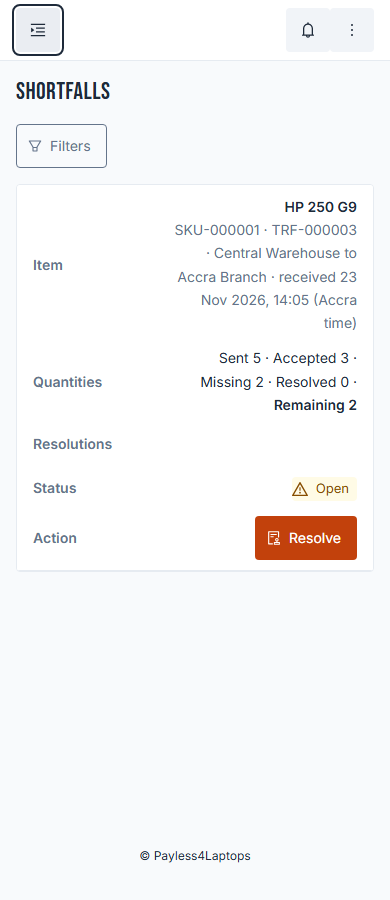 SHORTFALLS
Filters
Item
HP 250 G9
SKU-000001 · TRF-000003
· Central Warehouse to
Accra Branch · received 23
Nov 2026, 14:05 (Accra
time)
Quantities
Sent 5 · Accepted 3 ·
Missing 2 · Resolved 0 ·
Remaining 2
Resolutions
Status
Open
Action
Resolve
© Payless4Laptops